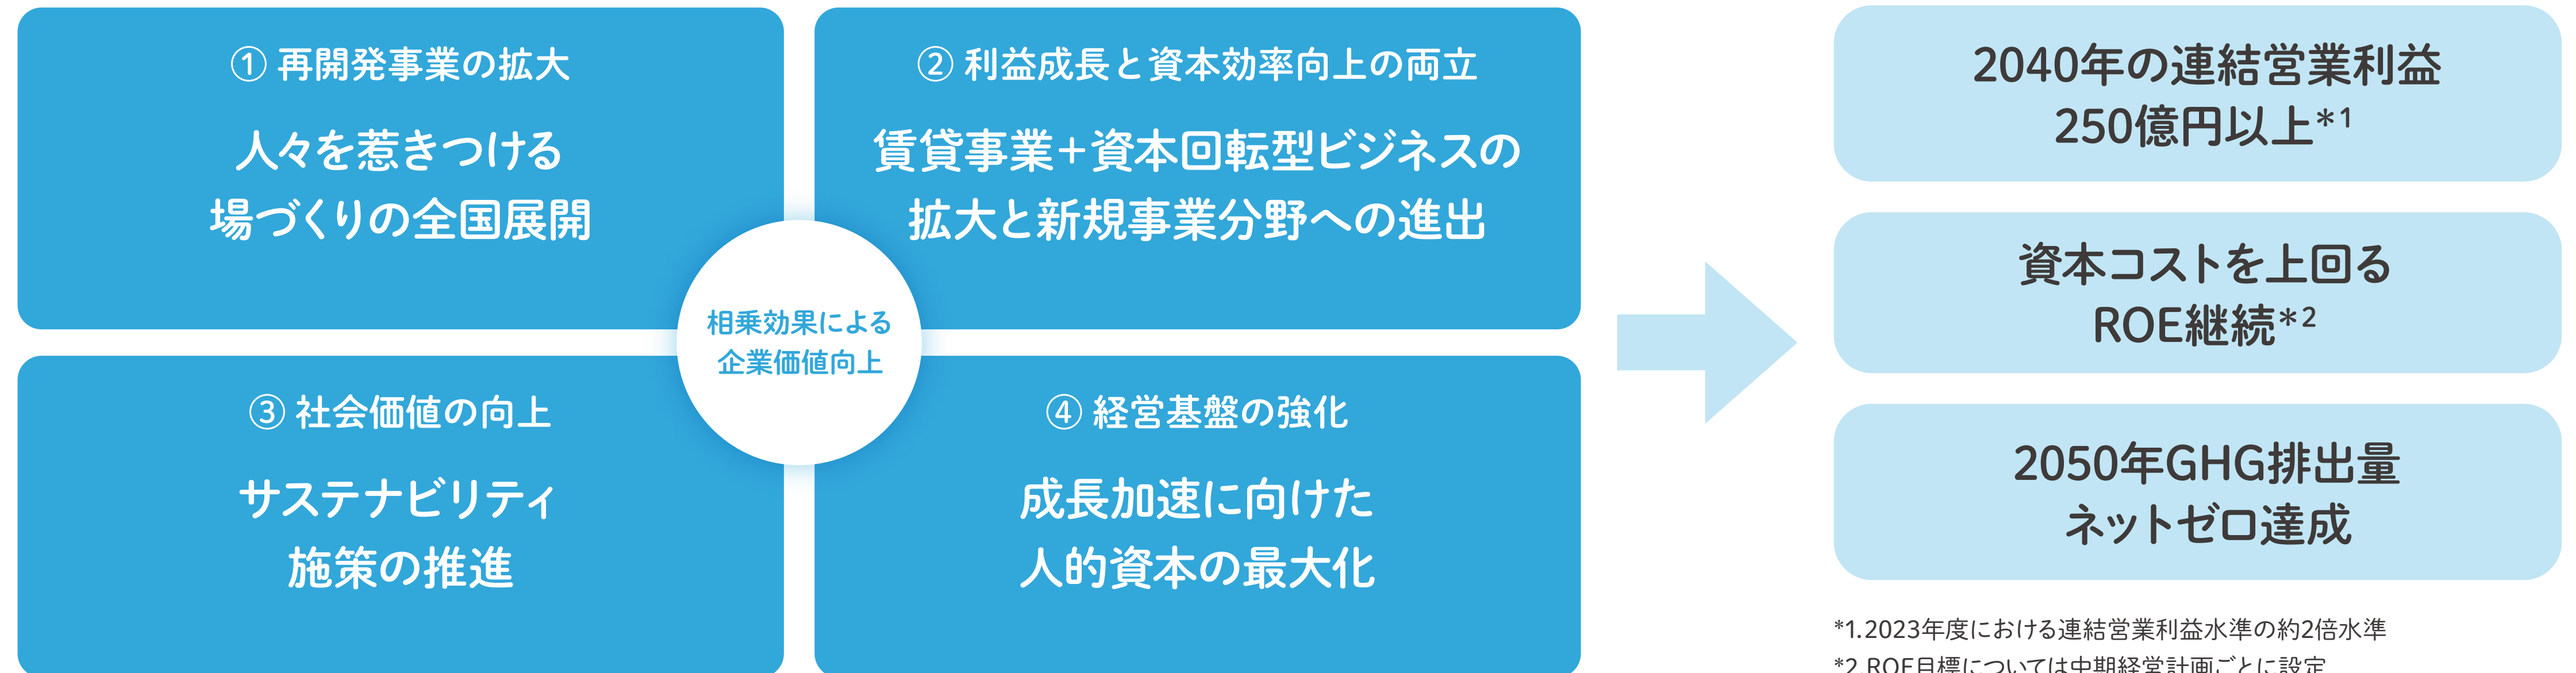 ① 再開発事業の拡大
人々を惹きつける
場づくりの全国展開
② 利益成長と資本効率向上の両立
賃貸事業+資本回転型ビジネスの
拡大と新規事業分野への進出
相乗効果による
企業価値向上
③ 社会価値の向上
サステナビリティ
施策の推進
④ 経営基盤の強化
成長加速に向けた
人的資本の最大化
2040年の連結営業利益
250億円以上*1
資本コストを上回る
ROE継続*2
2050年GHG排出量
ネットゼロ達成
*1.2023年度における連結営業利益水準の約2倍水準
*2.ROE目標については中期経営計画ごとに設定